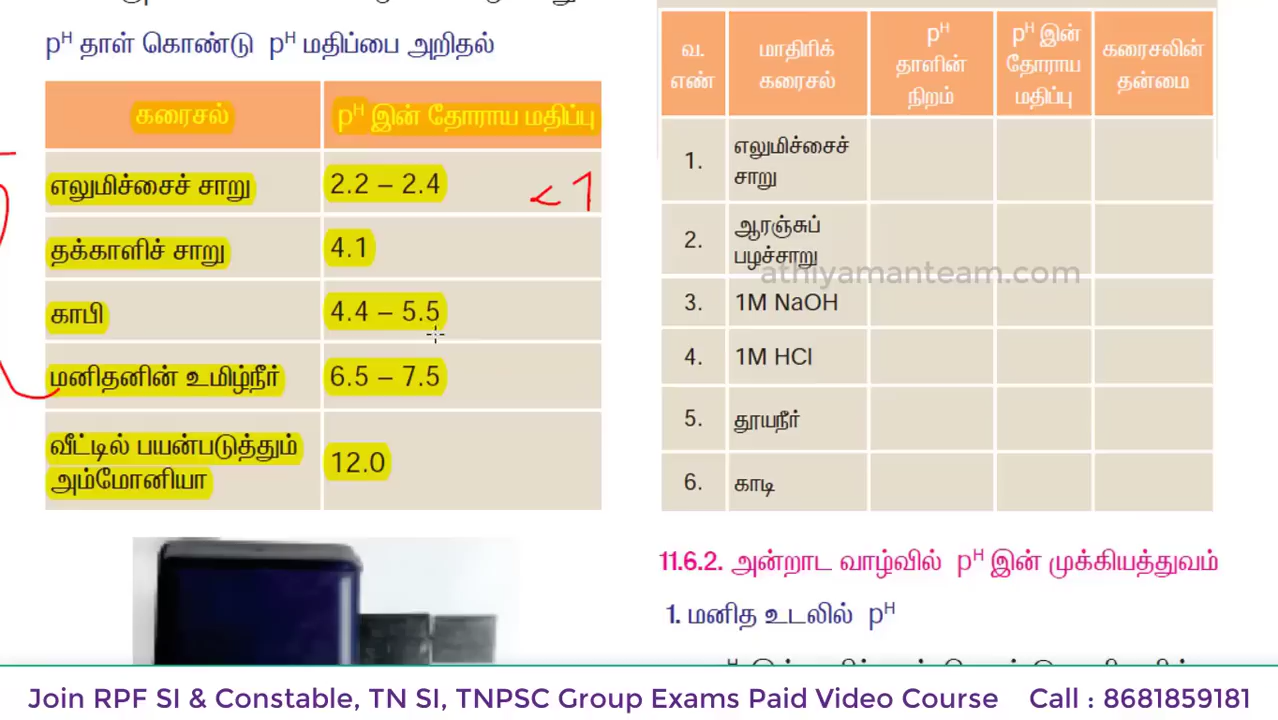 pH தாள் கொண்டு pH மதிப்பை அறிதல்
கரைசல்
pH இன் தோராய மதிப்பு
எலுமிச்சைச் சாறு
2.2 – 2.4
< 1
தக்காளிச் சாறு
4.1
காபி
4.4 – 5.5
மனிதனின் உமிழ்நீர்
6.5 – 7.5
வீட்டில் பயன்படுத்தும்
அம்மோனியா
12.0
வ.
எண்
மாதிரிக்
கரைசல்
pH
தாளின்
நிறம்
pH இன்
தோராய
மதிப்பு
கரைசலின்
தன்மை
1.
எலுமிச்சைச்
சாறு
2.
ஆரஞ்சுப்
பழச்சாறு
athiyamanteam.com
3.
1M NaOH
4.
1M HCl
5.
தூயநீர்
6.
காடி
11.6.2. அன்றாட வாழ்வில் pH இன் முக்கியத்துவம்
1. மனித உடலில் pH
Join RPF SI & Constable, TN SI, TNPSC Group Exams Paid Video Course Call : 8681859181